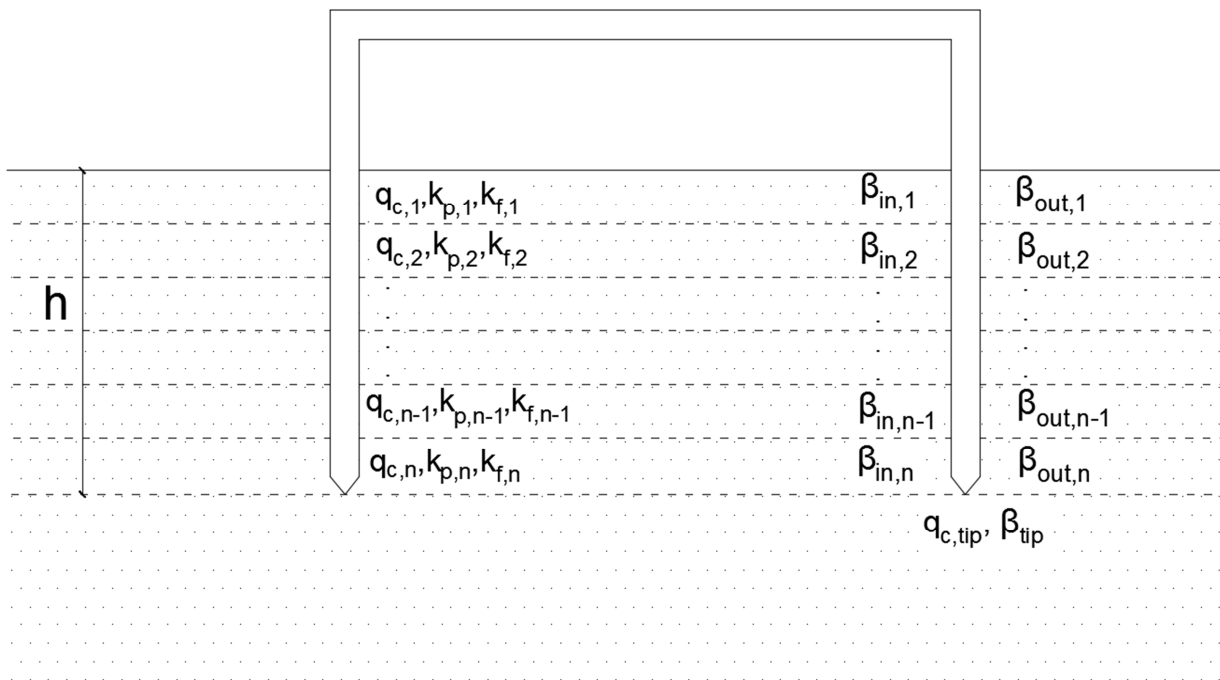 q_c,1,k_p,1,k_f,1 β_in,1 β_out,1
q_c,2,k_p,2,k_f,2 β_in,2 β_out,2
h
q_c,n-1,k_p,n-1,k_f,n-1 β_in,n-1 β_out,n-1
q_c,n,k_p,n,k_f,n β_in,n β_out,n
q_c,tip, β_tip